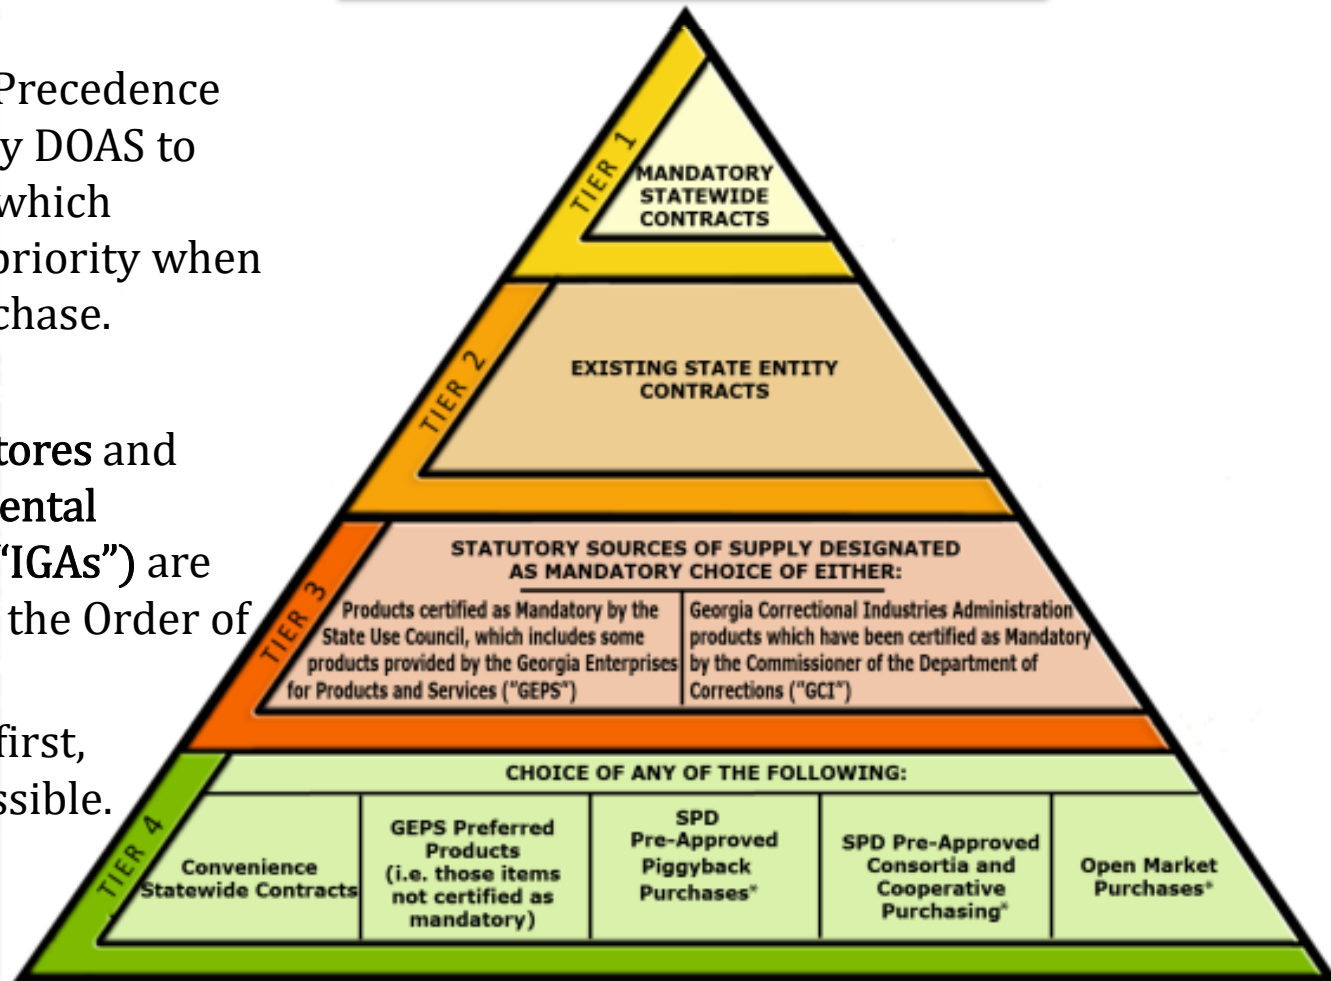 Precedence
y DOAS to
which
priority when
chase.
tores and
ental
“IGAs”) are
the Order of
first,
ssible.
TIER 1
MANDATORY
STATEWIDE
CONTRACTS
TIER 2
EXISTING STATE ENTITY
CONTRACTS
TIER 3
STATUTORY SOURCES OF SUPPLY DESIGNATED
AS MANDATORY CHOICE OF EITHER:
Products certified as Mandatory by the
State Use Council, which includes some
products provided by the Georgia Enterprises
for Products and Services ("GEPS")
Georgia Correctional Industries Administration
products which have been certified as Mandatory
by the Commissioner of the Department of
Corrections ("GCI")
TIER 4
CHOICE OF ANY OF THE FOLLOWING:
Convenience
Statewide Contracts
GEPS Preferred
Products
(i.e. those items
not certified as
mandatory)
SPD
Pre-Approved
Piggyback
Purchases*
SPD Pre-Approved
Consortia and
Cooperative
Purchasing*
Open Market
Purchases*